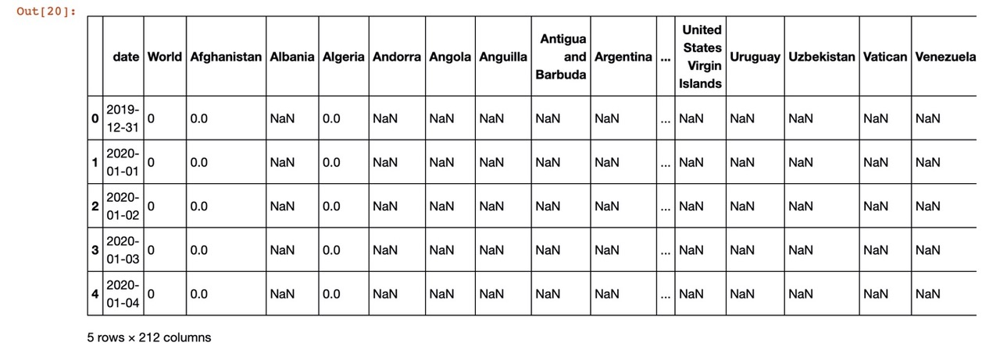 Out[20]:
date World Afghanistan Albania Algeria Andorra Angola Anguilla Antigua and Barbuda Argentina ... United States Virgin Islands Uruguay Uzbekistan Vatican Venezuela
0 2019-12-31 0 0.0 NaN 0.0 NaN NaN NaN NaN NaN ... NaN NaN NaN NaN NaN
1 2020-01-01 0 0.0 NaN 0.0 NaN NaN NaN NaN NaN ... NaN NaN NaN NaN NaN
2 2020-01-02 0 0.0 NaN 0.0 NaN NaN NaN NaN NaN ... NaN NaN NaN NaN NaN
3 2020-01-03 0 0.0 NaN 0.0 NaN NaN NaN NaN NaN ... NaN NaN NaN NaN NaN
4 2020-01-04 0 0.0 NaN 0.0 NaN NaN NaN NaN NaN ... NaN NaN NaN NaN NaN
5 rows × 212 columns